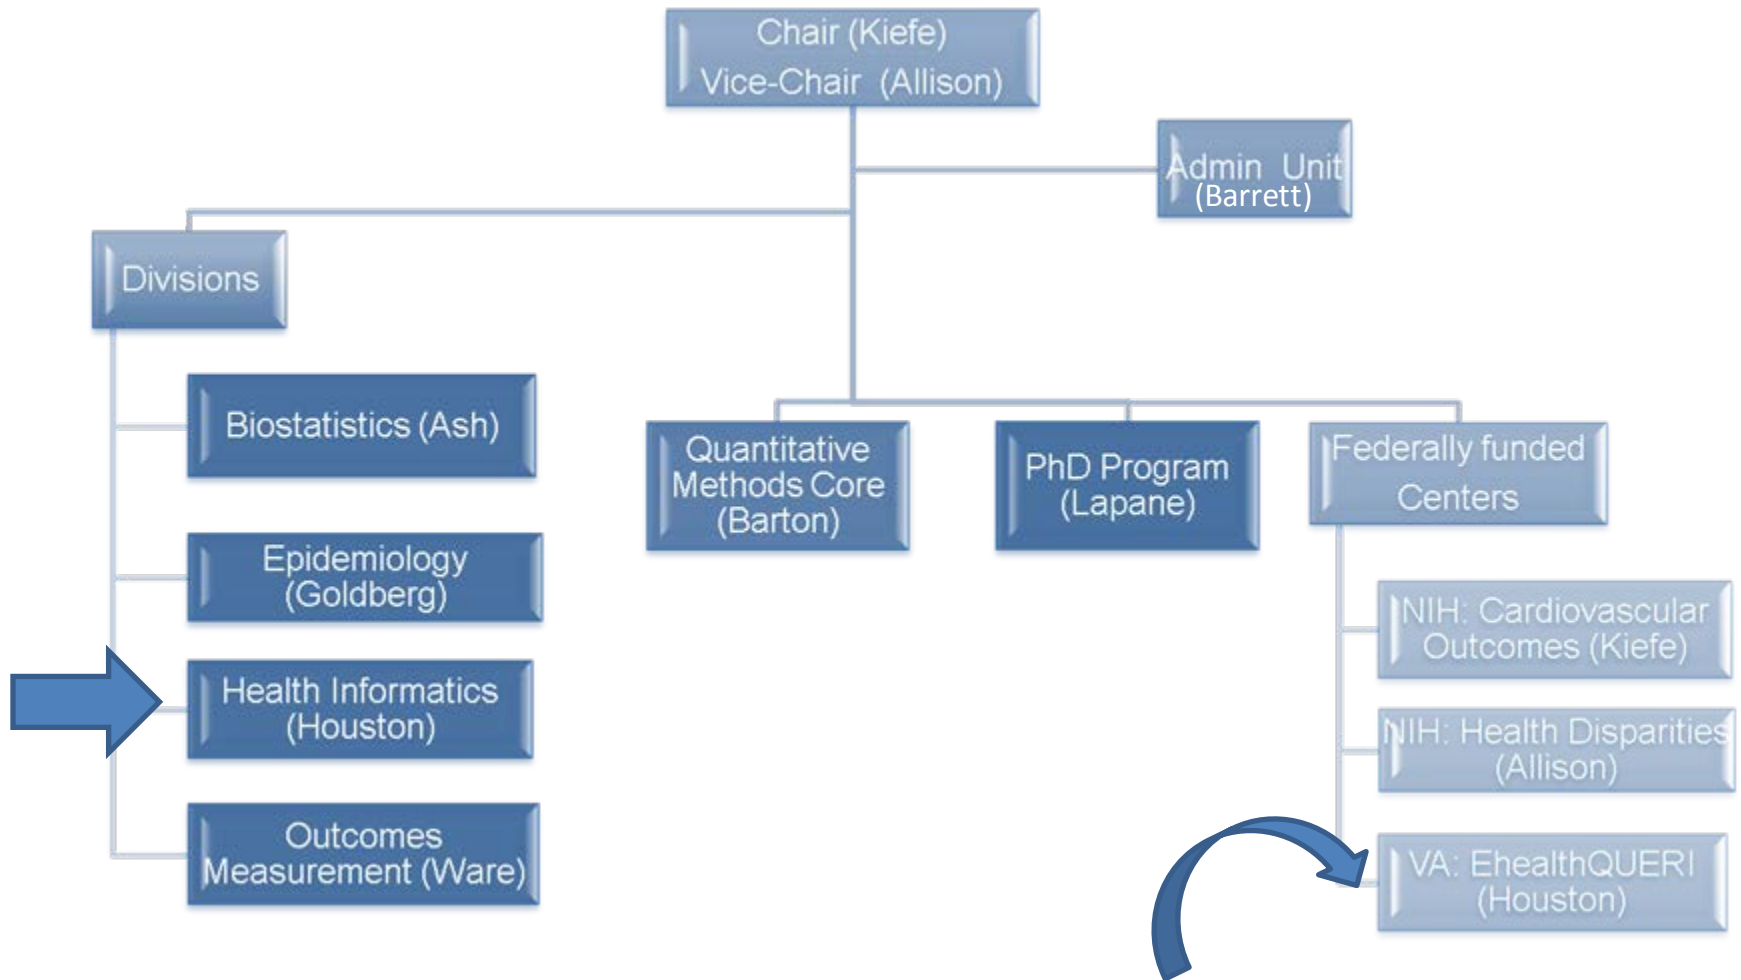 Chair (Kiefe)
Vice-Chair (Allison)
Admin Unit
(Barrett)
Divisions
Biostatistics (Ash)
Epidemiology
(Goldberg)
Health Informatics
(Houston)
Outcomes
Measurement (Ware)
Quantitative
Methods Core
(Barton)
PhD Program
(Lapane)
Federally funded
Centers
NIH: Cardiovascular
Outcomes (Kiefe)
NIH: Health Disparities
(Allison)
VA: EhealthQUERI
(Houston)